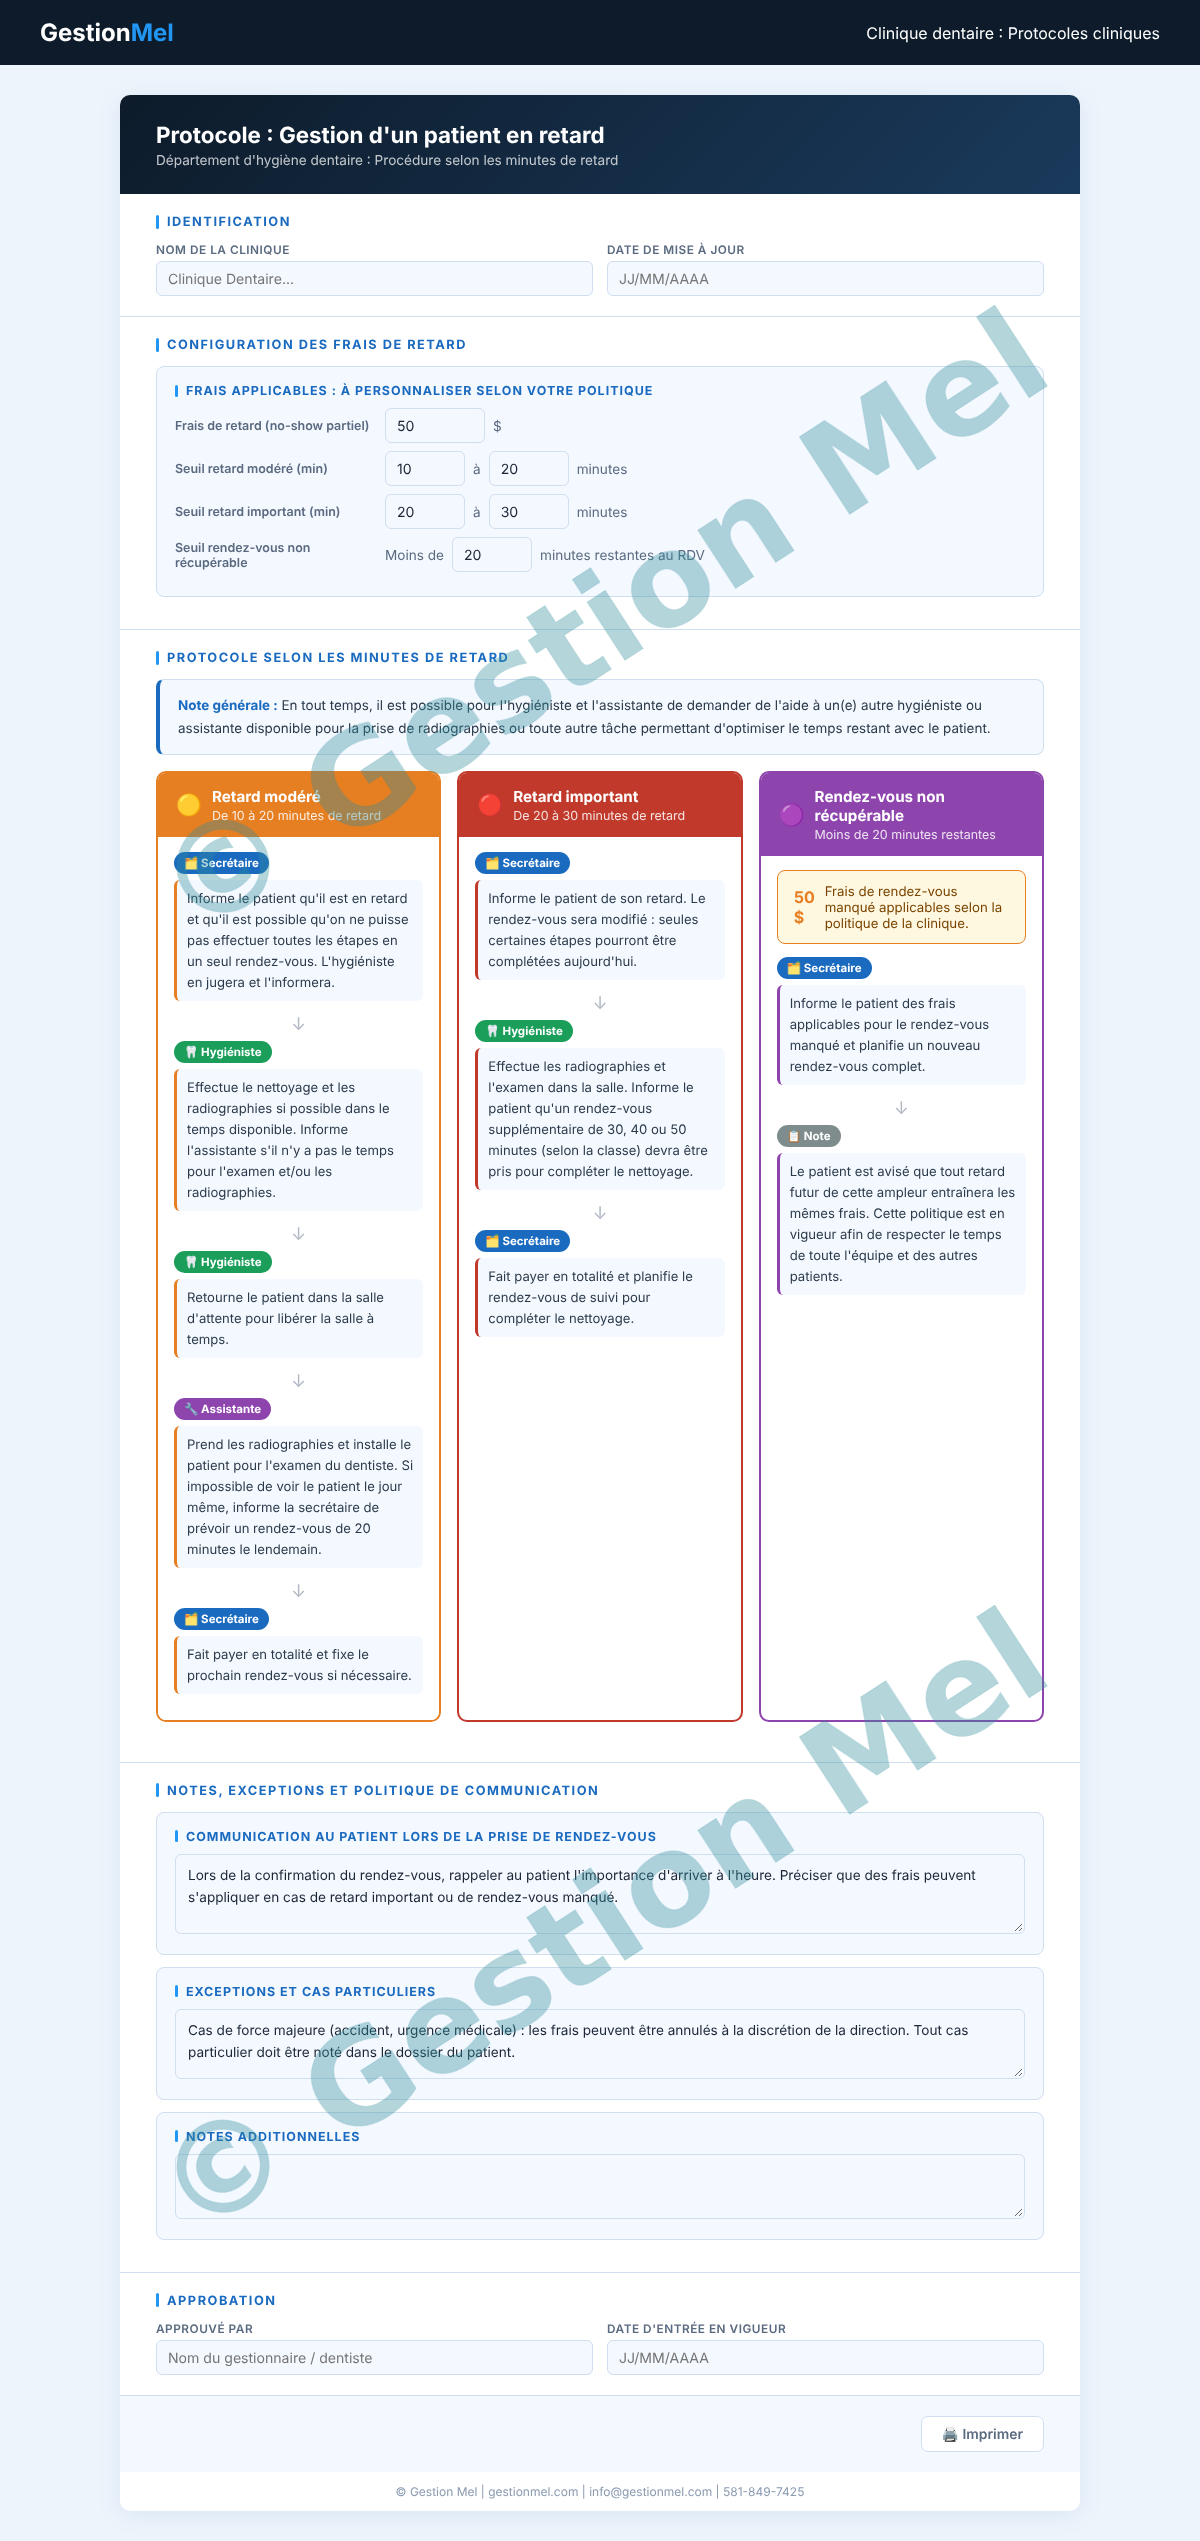 GestionMel
Clinique dentaire : Protocoles cliniques
Protocole : Gestion d'un patient en retard
Département d'hygiène dentaire : Procédure selon les minutes de retard
IDENTIFICATION
NOM DE LA CLINIQUE
DATE DE MISE À JOUR
Clinique Dentaire...
JJ/MM/AAAA
CONFIGURATION DES FRAIS DE RETARD
FRAIS APPLICABLES : À PERSONNALISER SELON VOTRE POLITIQUE
Frais de retard (no-show partiel) 50 $
Seuil retard modéré (min) 10 à 20 minutes
Seuil retard important (min) 20 à 30 minutes
Seuil rendez-vous non
récupérable
Moins de 20 minutes restantes au RDV
PROTOCOLE SELON LES MINUTES DE RETARD
Note générale : En tout temps, il est possible pour l'hygiéniste et l'assistante de demander de l'aide à un(e) autre hygiéniste ou
assistante disponible pour la prise de radiographies ou toute autre tâche permettant d'optimiser le temps restant avec le patient.
Retard modéré
De 10 à 20 minutes de retard
Secrétaire
Informe le patient qu'il est en retard
et qu'il est possible qu'on ne puisse
pas effectuer toutes les étapes en
un seul rendez-vous. L'hygiéniste
en jugera et l'informera.
↓
Hygiéniste
Effectue le nettoyage et les
radiographies si possible dans le
temps disponible. Informe
l'assistante s'il n'y a pas le temps
pour l'examen et/ou les
radiographies.
↓
Hygiéniste
Retourne le patient dans la salle
d'attente pour libérer la salle à
temps.
↓
Assistante
Prend les radiographies et installe le
patient pour l'examen du dentiste. Si
impossible de voir le patient le jour
même, informe la secrétaire de
prévoir un rendez-vous de 20
minutes le lendemain.
↓
Secrétaire
Fait payer en totalité et fixe le
prochain rendez-vous si nécessaire.
Retard important
De 20 à 30 minutes de retard
Secrétaire
Informe le patient de son retard. Le
rendez-vous sera modifié : seules
certaines étapes pourront être
complétées aujourd'hui.
↓
Hygiéniste
Effectue les radiographies et
l'examen dans la salle. Informe le
patient qu'un rendez-vous
supplémentaire de 30, 40 ou 50
minutes (selon la classe) devra être
pris pour compléter le nettoyage.
↓
Secrétaire
Fait payer en totalité et planifie le
rendez-vous de suivi pour
compléter le nettoyage.
Rendez-vous non
récupérable
Moins de 20 minutes restantes
50
$
Frais de rendez-vous
manqué applicables selon la
politique de la clinique.
Secrétaire
Informe le patient des frais
applicables pour le rendez-vous
manqué et planifie un nouveau
rendez-vous complet.
↓
Note
Le patient est avisé que tout retard
futur de cette ampleur entraînera les
mêmes frais. Cette politique est en
vigueur afin de respecter le temps
de toute l'équipe et des autres
patients.
NOTES, EXCEPTIONS ET POLITIQUE DE COMMUNICATION
COMMUNICATION AU PATIENT LORS DE LA PRISE DE RENDEZ-VOUS
Lors de la confirmation du rendez-vous, rappeler au patient l'importance d'arriver à l'heure. Préciser que des frais peuvent
s'appliquer en cas de retard important ou de rendez-vous manqué.
EXCEPTIONS ET CAS PARTICULIERS
Cas de force majeure (accident, urgence médicale) : les frais peuvent être annulés à la discrétion de la direction. Tout cas
particulier doit être noté dans le dossier du patient.
NOTES ADDITIONNELLES
APPROBATION
APPROUVÉ PAR
DATE D'ENTRÉE EN VIGUEUR
Nom du gestionnaire / dentiste
JJ/MM/AAAA
Imprimer
© Gestion Mel | gestionmel.com | info@gestionmel.com | 581-849-7425
© Gestion Mel
© Gestion Mel